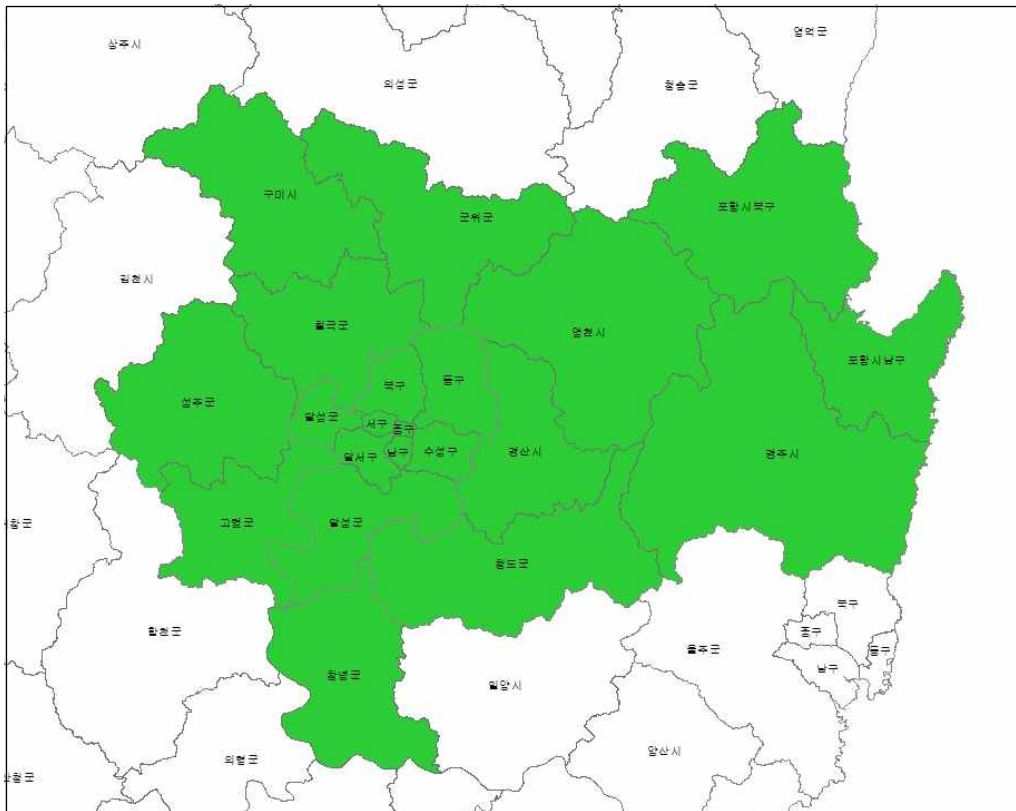 영덕군
상주시
의성군
청송군
구미시
포항시북구
군위군
김천시
칠곡군
영천시
포항시남구
북구
동구
성주군
달성군
서구
중구
수성구
경산시
남구
달서구
경주시
고령군
달성군
청도군
북구
합천군
중구
울주군
동구
남구
창녕군
밀양시
양산시
의령군